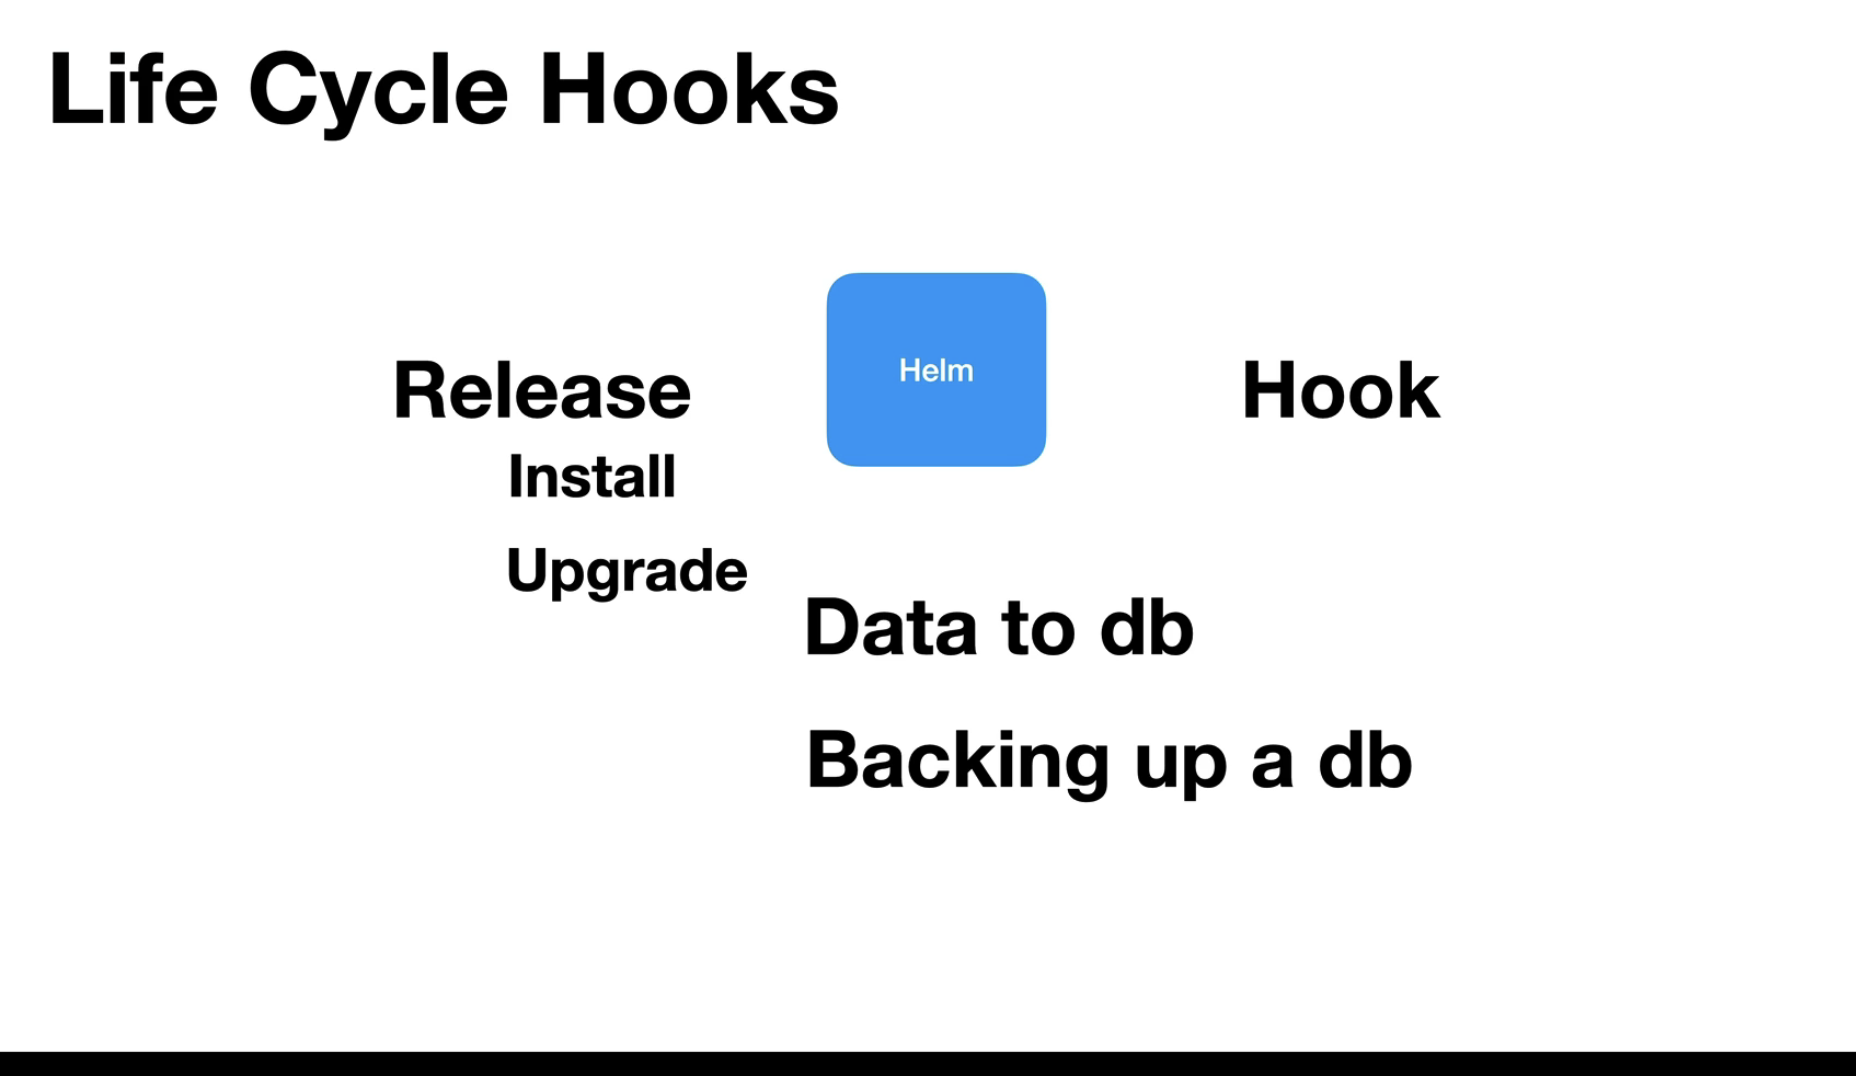 Life Cycle Hooks
Helm
Release
Hook
Install
Upgrade
Data to db
Backing up a db